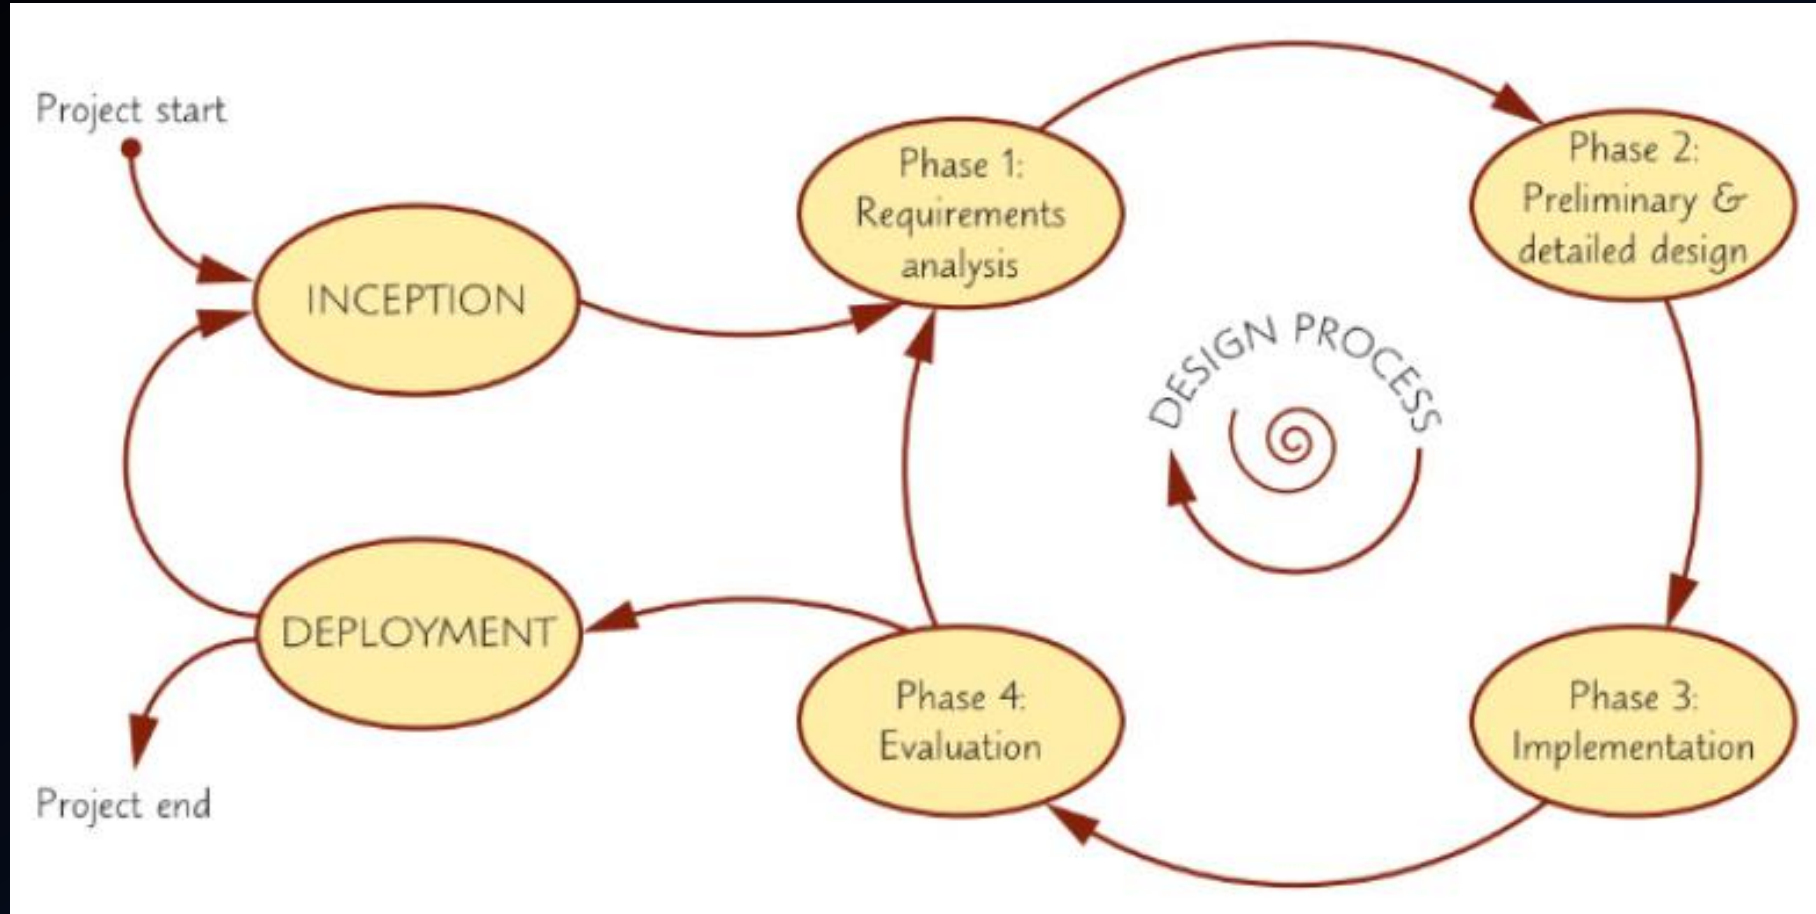 Project start
INCEPTION
Phase 1:
Requirements
analysis
Phase 2:
Preliminary &
detailed design
DESIGN PROCESS
DEPLOYMENT
Phase 4:
Evaluation
Phase 3:
Implementation
Project end